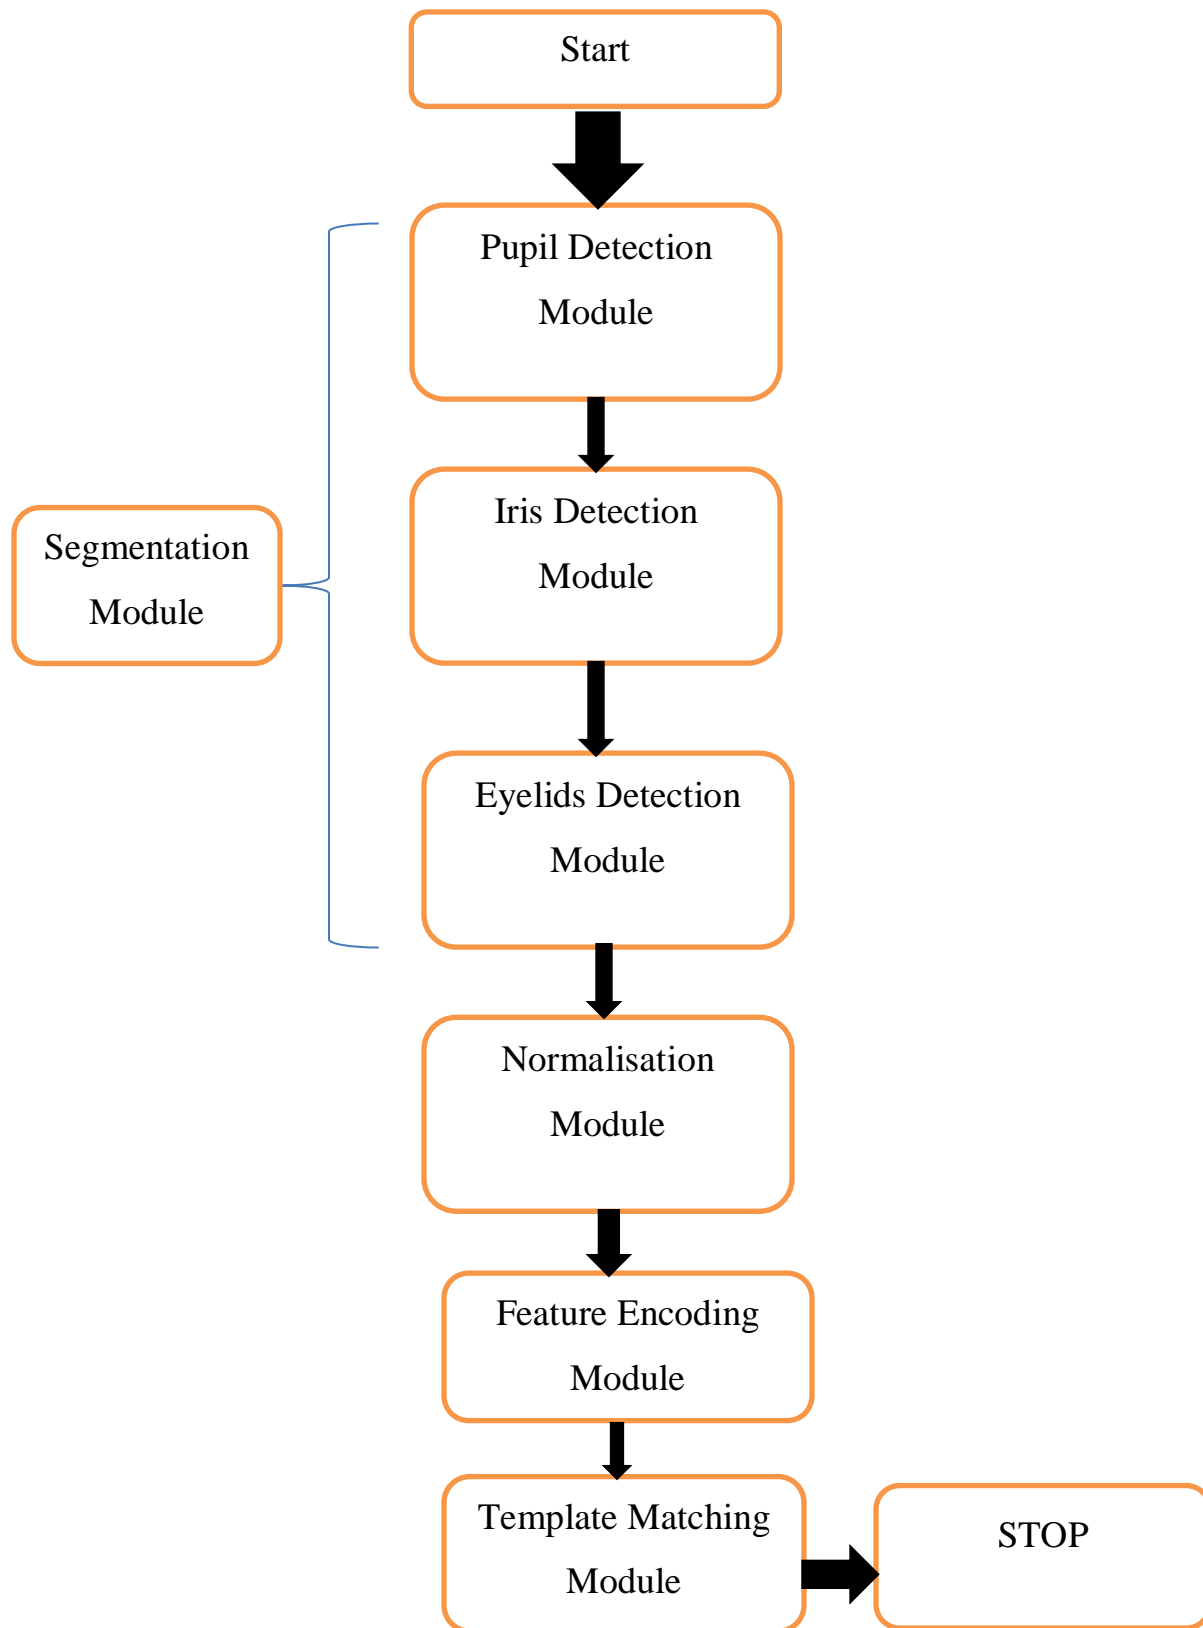 Start
Pupil Detection
Module
Iris Detection
Module
Segmentation
Module
Eyelids Detection
Module
Normalisation
Module
Feature Encoding
Module
Template Matching
Module
STOP